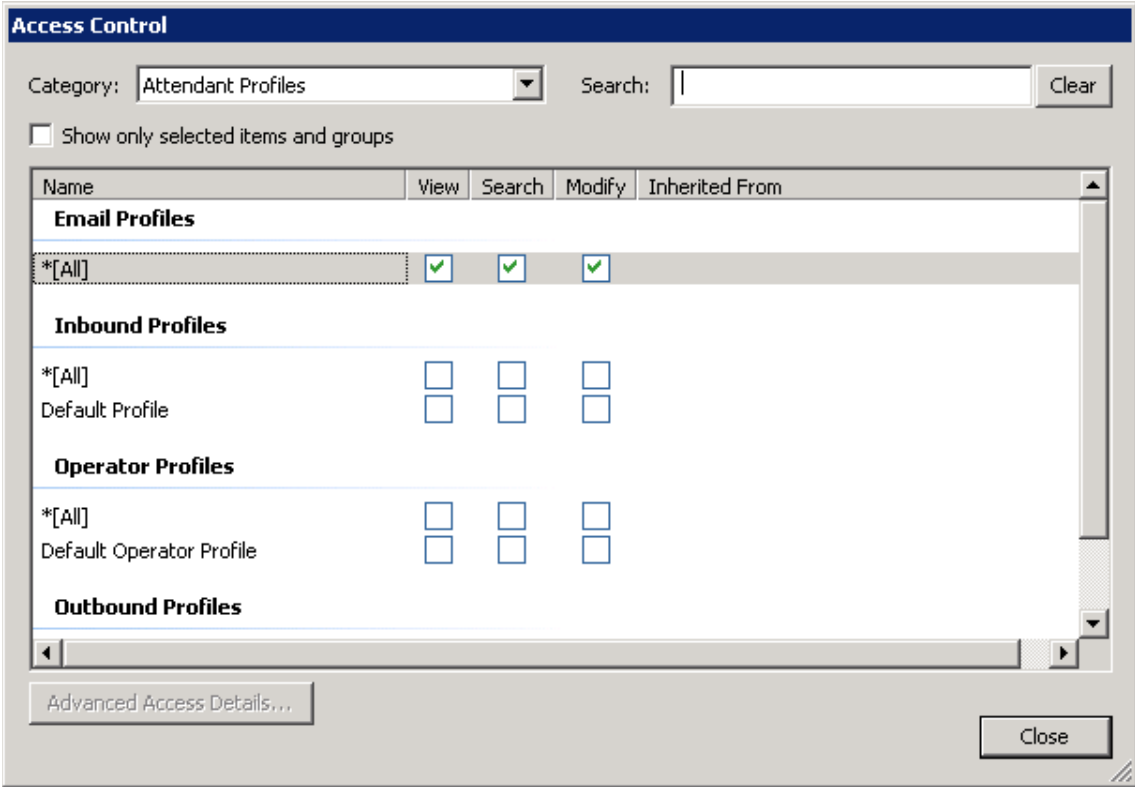 Access Control
Category: Attendant Profiles Search: Clear
Show only selected items and groups
Name View Search Modify Inherited From
Email Profiles
*[All]
Inbound Profiles
*[All]
Default Profile
Operator Profiles
*[All]
Default Operator Profile
Outbound Profiles
Advanced Access Details...
Close